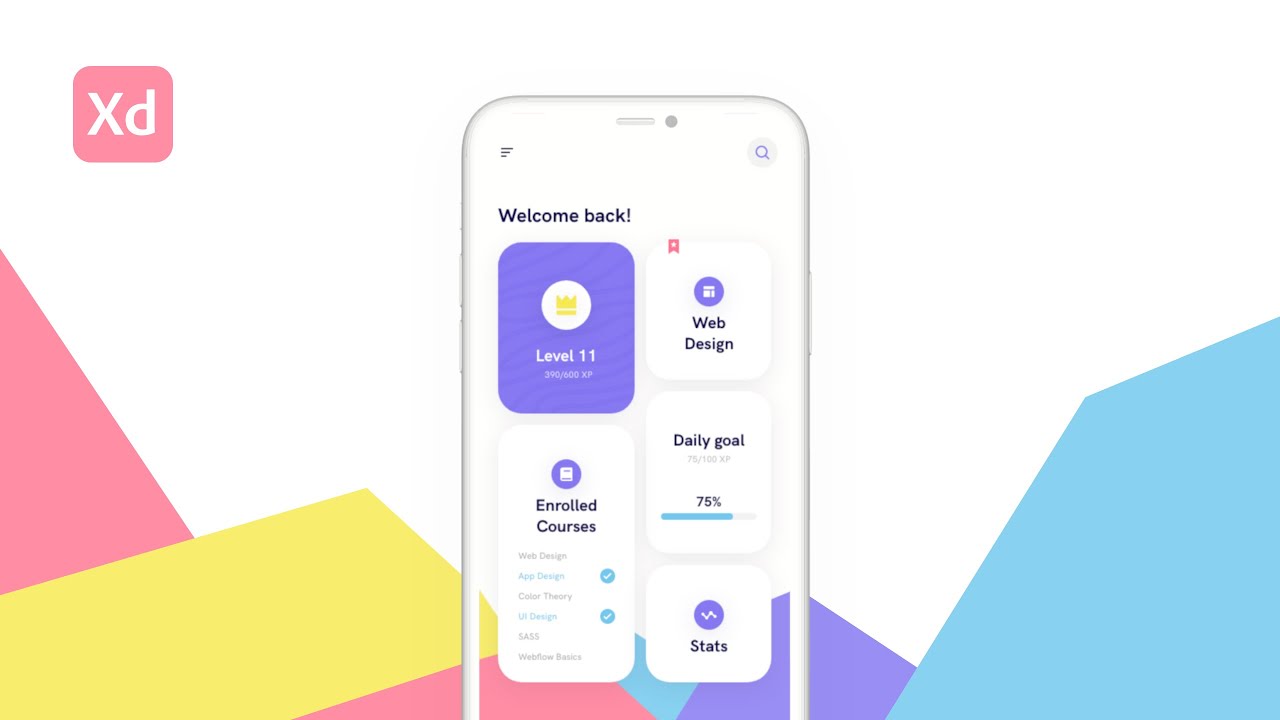 Xd
Welcome back!
Level 11
390/600 XP
Web
Design
Daily goal
75/100 XP
75%
Enrolled
Courses
Web Design
App Design
Color Theory
UI Design
SASS
Webflow Basics
Stats